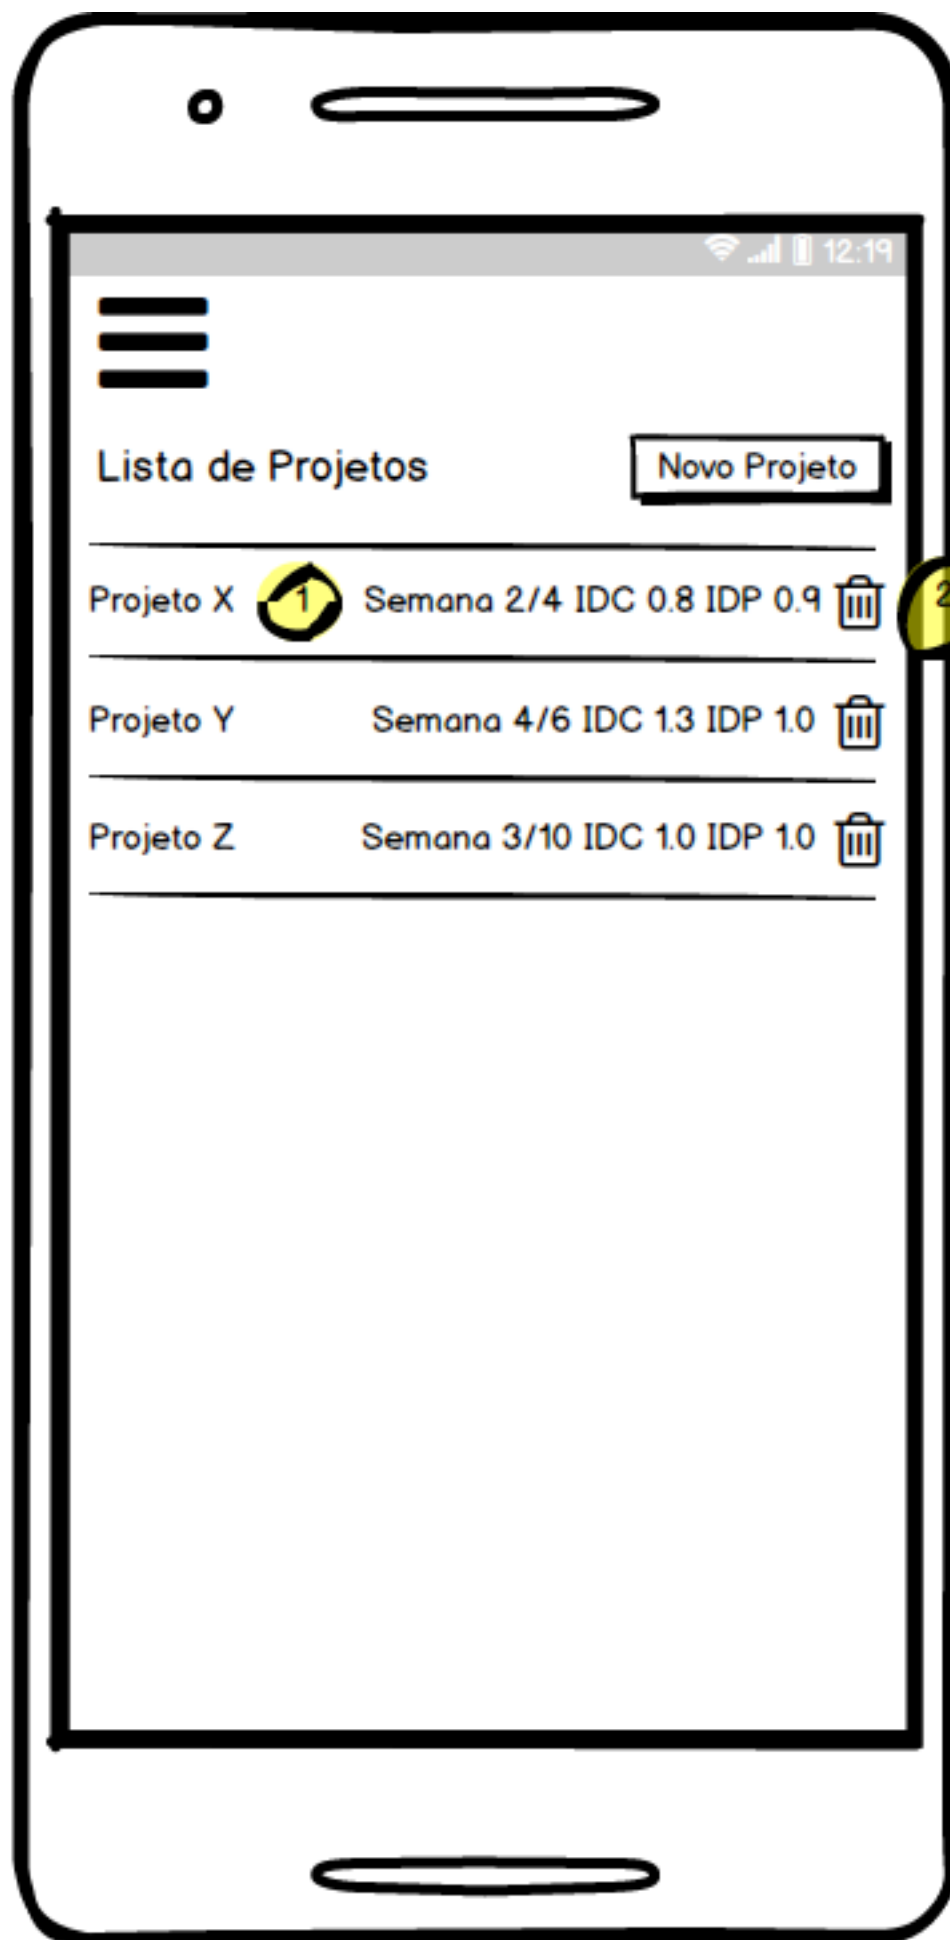 12:19
Lista de Projetos Novo Projeto
Projeto X 1 Semana 2/4 IDC 0.8 IDP 0.9 2
Projeto Y Semana 4/6 IDC 1.3 IDP 1.0
Projeto Z Semana 3/10 IDC 1.0 IDP 1.0